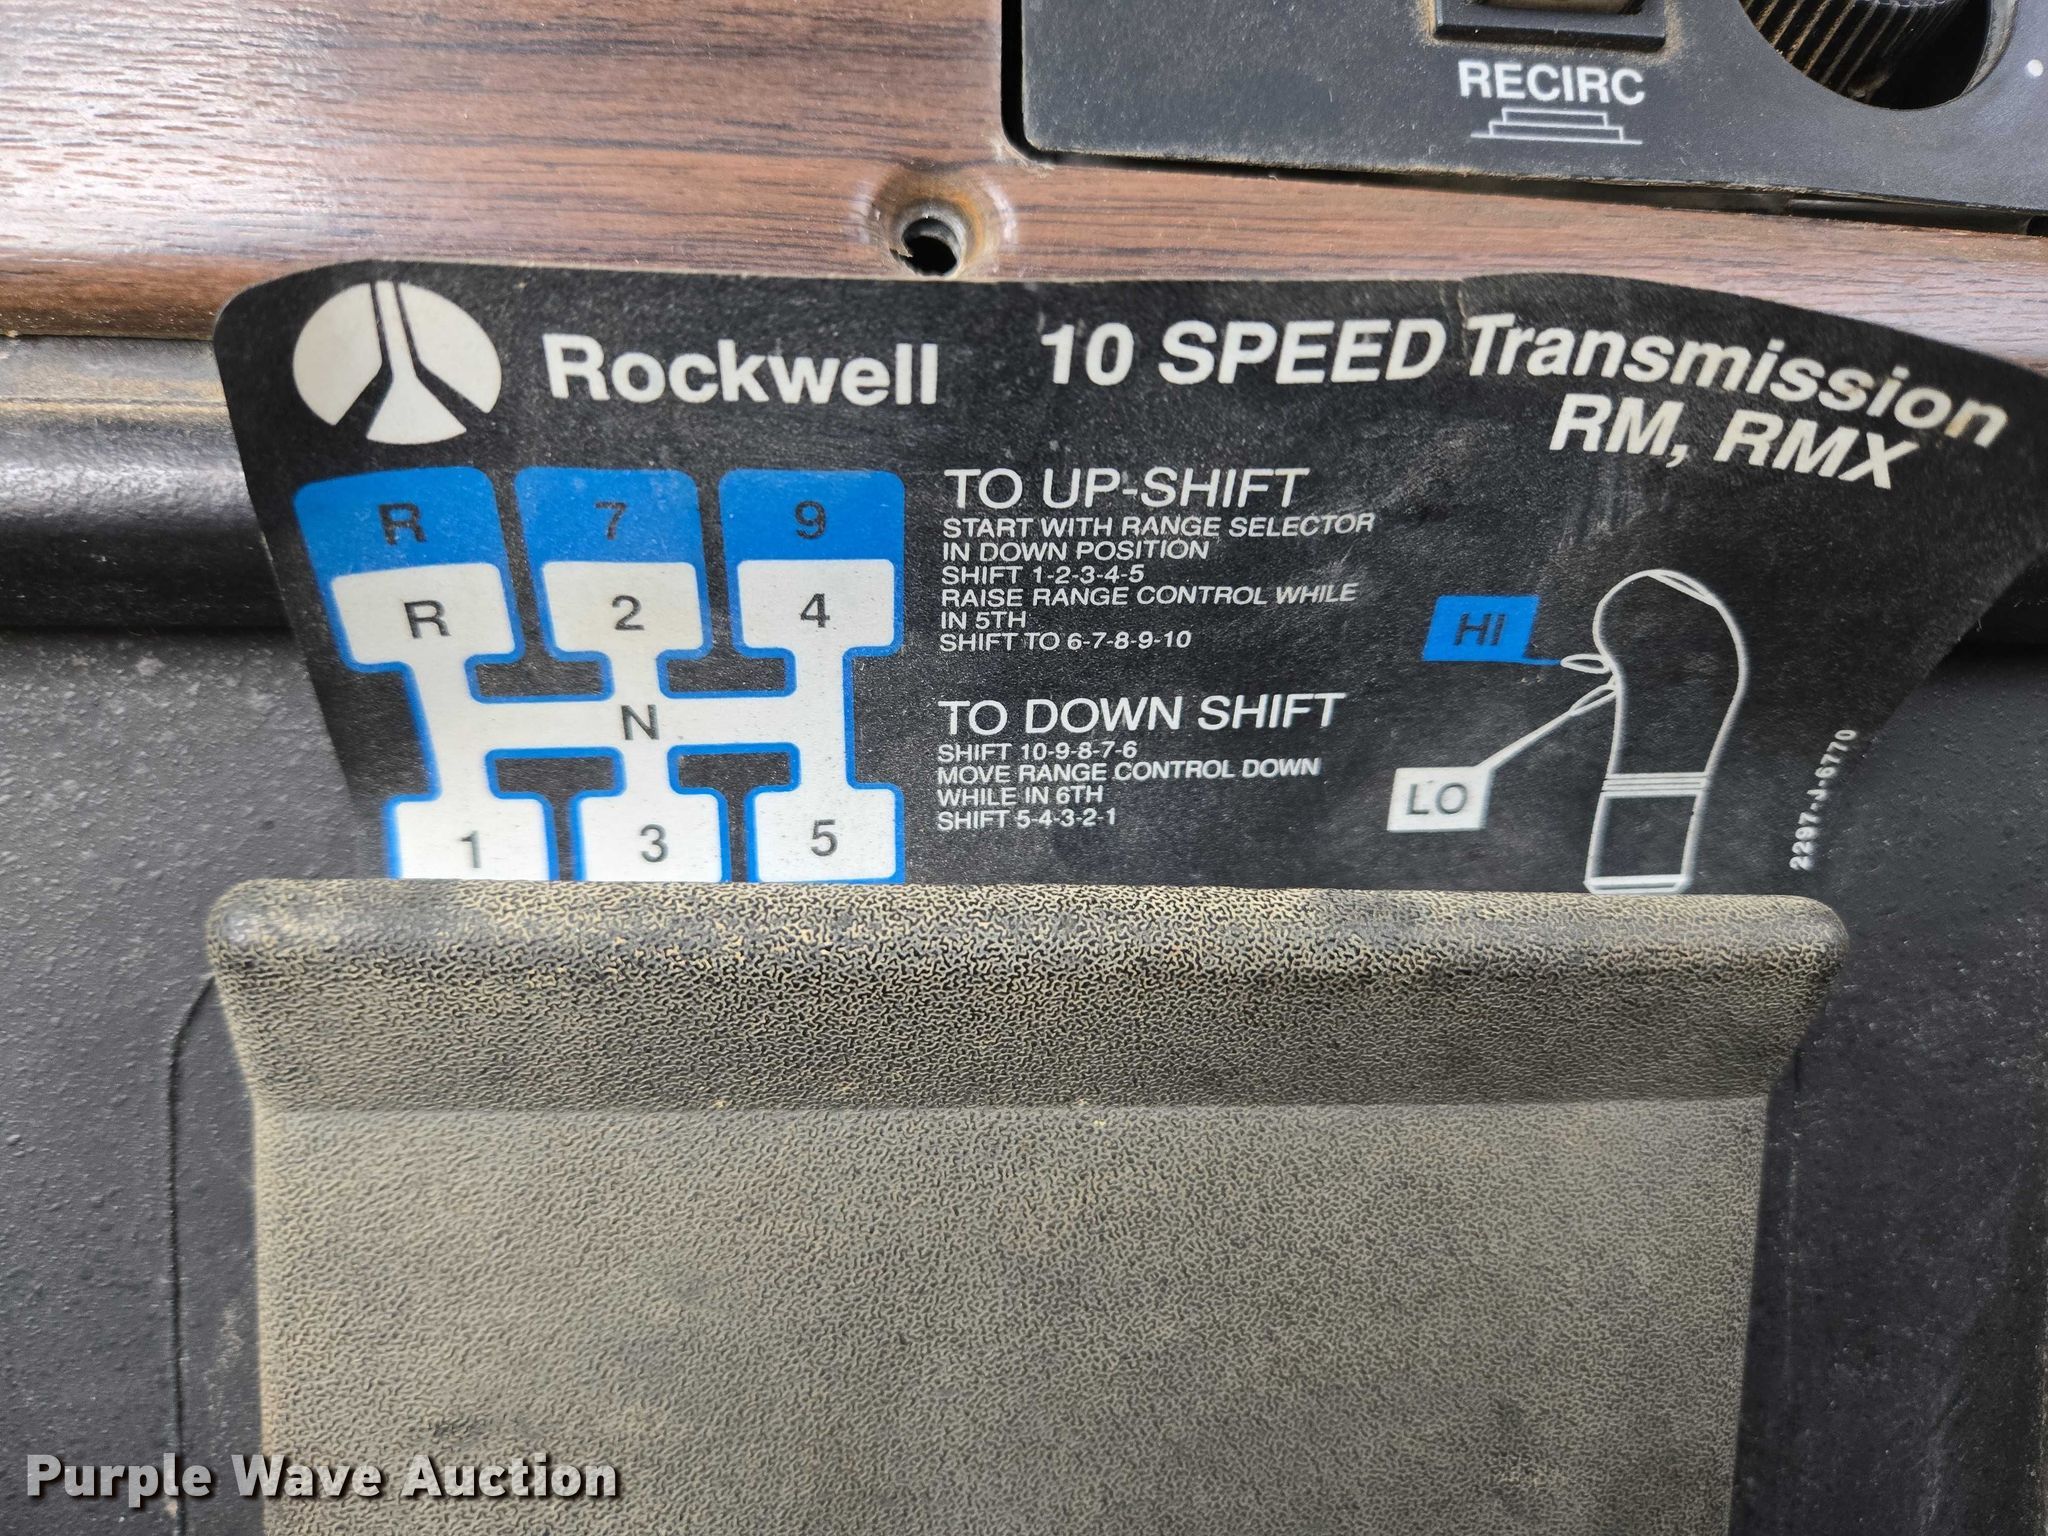 RECIRC
Rockwell 10 SPEED Transmission
RM, RMX
R 7 9
R 2 4
N
1 3 5
TO UP-SHIFT
START WITH RANGE SELECTOR
IN DOWN POSITION
SHIFT 1-2-3-4-5
RAISE RANGE CONTROL WHILE
IN 5TH
SHIFT TO 6-7-8-9-10
TO DOWN SHIFT
SHIFT 10-9-8-7-6
MOVE RANGE CONTROL DOWN
WHILE IN 6TH
SHIFT 5-4-3-2-1
HI
LO
2297-J-6770
Purple Wave Auction